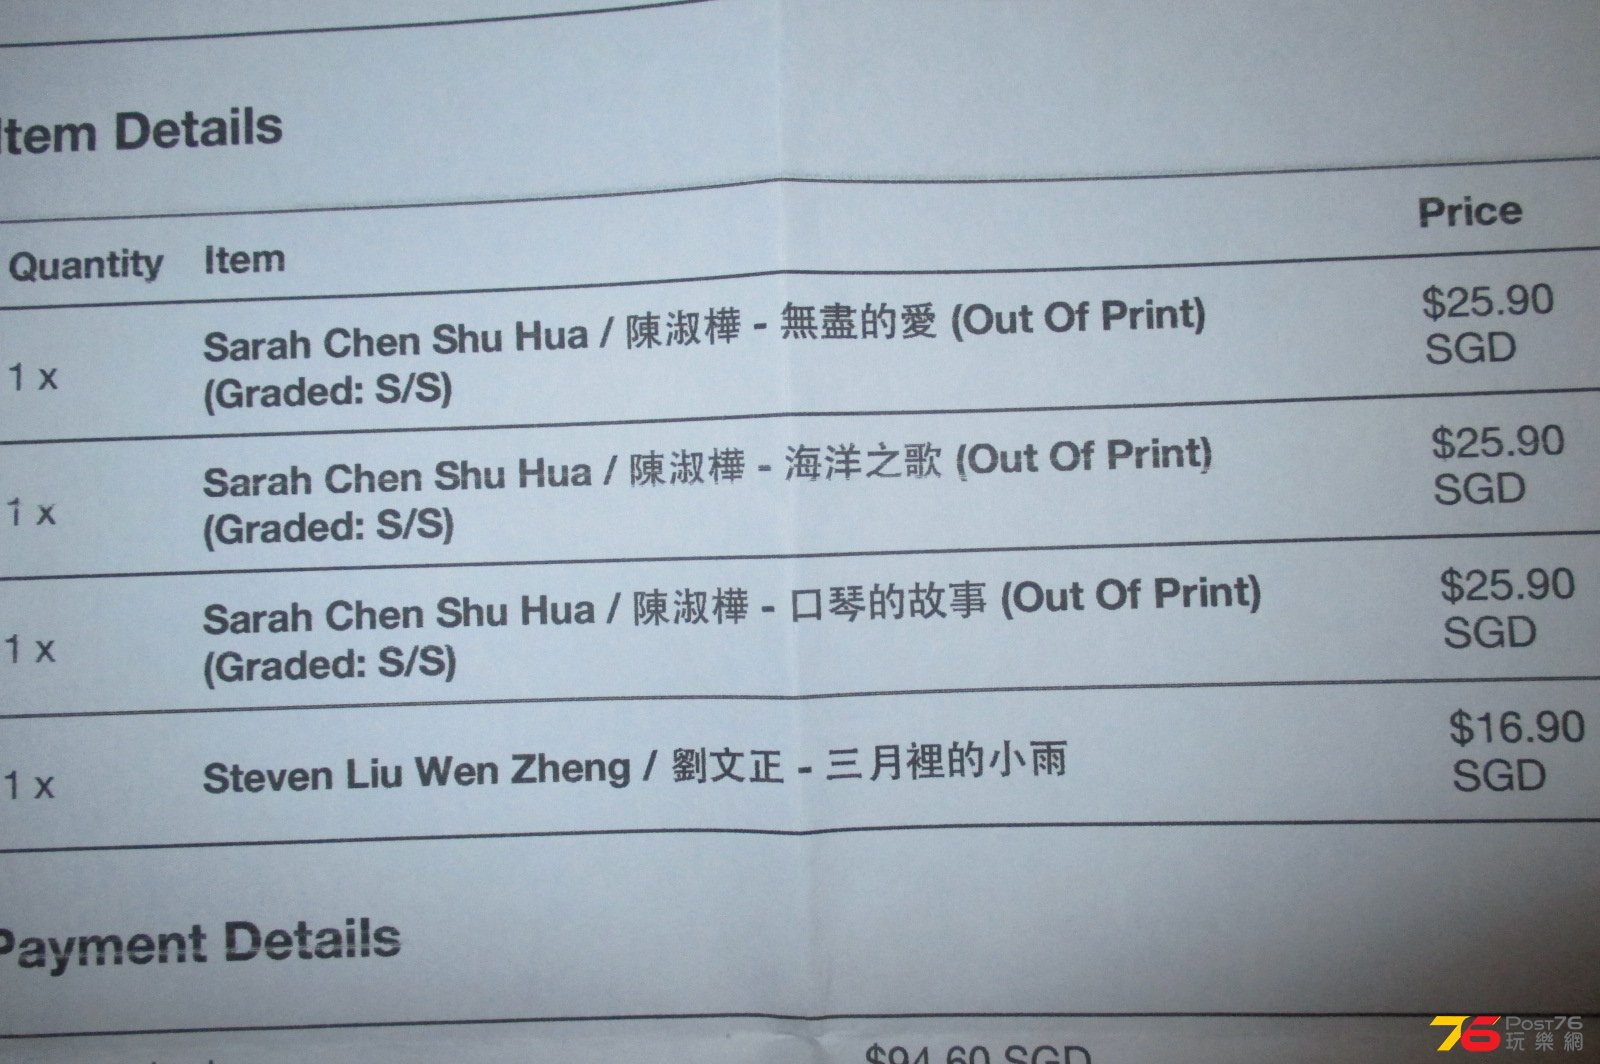 Item Details
Quantity Item Price
1 x Sarah Chen Shu Hua / 陳淑樺 - 無盡的愛 (Out Of Print) $25.90
(Graded: S/S) SGD
1 x Sarah Chen Shu Hua / 陳淑樺 - 海洋之歌 (Out Of Print) $25.90
(Graded: S/S) SGD
1 x Sarah Chen Shu Hua / 陳淑樺 - 口琴的故事 (Out Of Print) $25.90
(Graded: S/S) SGD
1 x Steven Liu Wen Zheng / 劉文正 - 三月裡的小雨 $16.90
SGD
Payment Details
$94.60 SGD
76 Post76
玩樂網